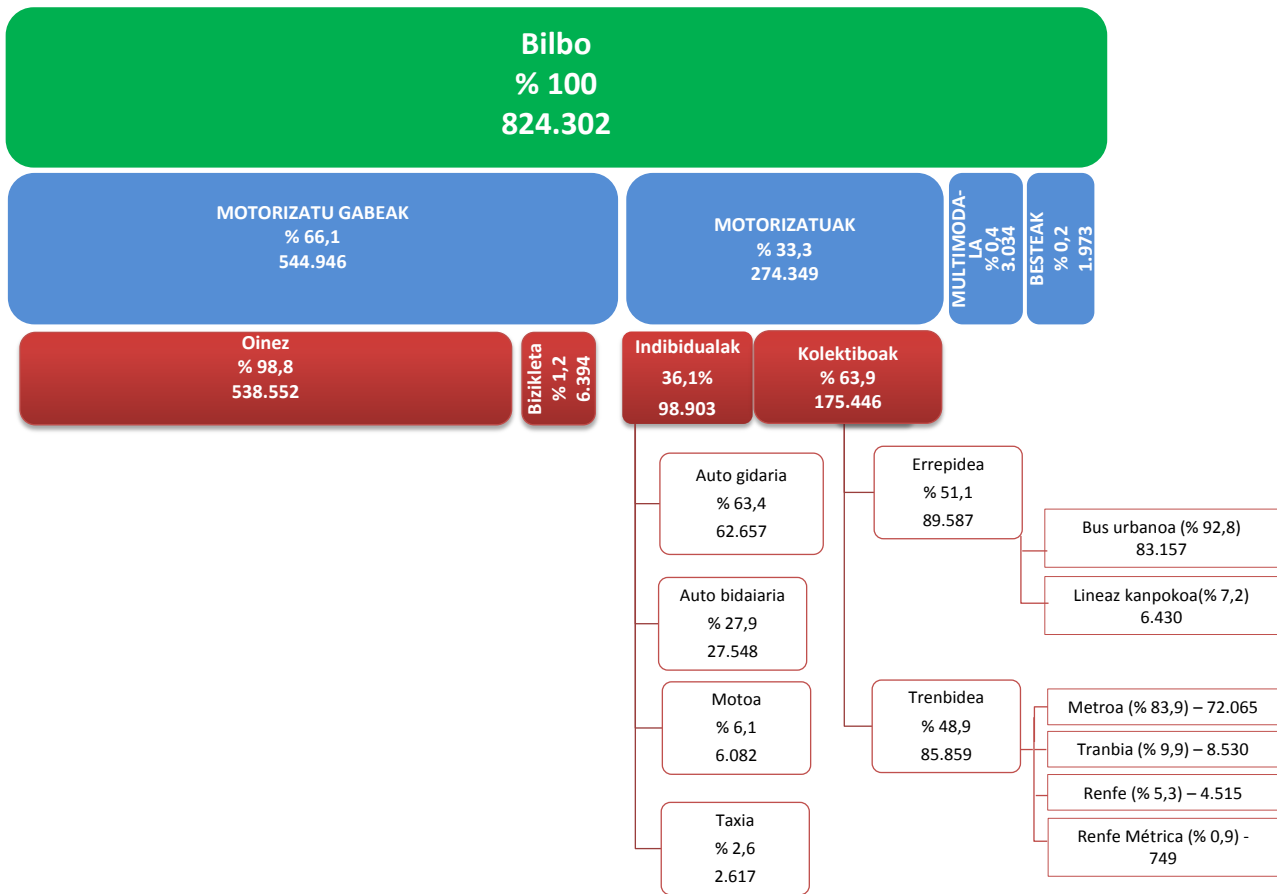 Bilbo
% 100
824.302
MOTORIZATU GABEAK
% 66,1
544.946
MOTORIZATUAK
% 33,3
274.349
MULTIMODA-
LA
% 0,4
3.034
BESTEAK
% 0,2
1.973
Oinez
% 98,8
538.552
Bizikleta
% 1,2
6.394
Indibidualak
36,1%
98.903
Kolektiboak
% 63,9
175.446
Auto gidaria
% 63,4
62.657
Auto bidaiaria
% 27,9
27.548
Motoa
% 6,1
6.082
Taxia
% 2,6
2.617
Errepidea
% 51,1
89.587
Bus urbanoa (% 92,8)
83.157
Lineaz kanpokoa(% 7,2)
6.430
Trenbidea
% 48,9
85.859
Metroa (% 83,9) – 72.065
Tranbia (% 9,9) – 8.530
Renfe (% 5,3) – 4.515
Renfe Métrica (% 0,9) -
749